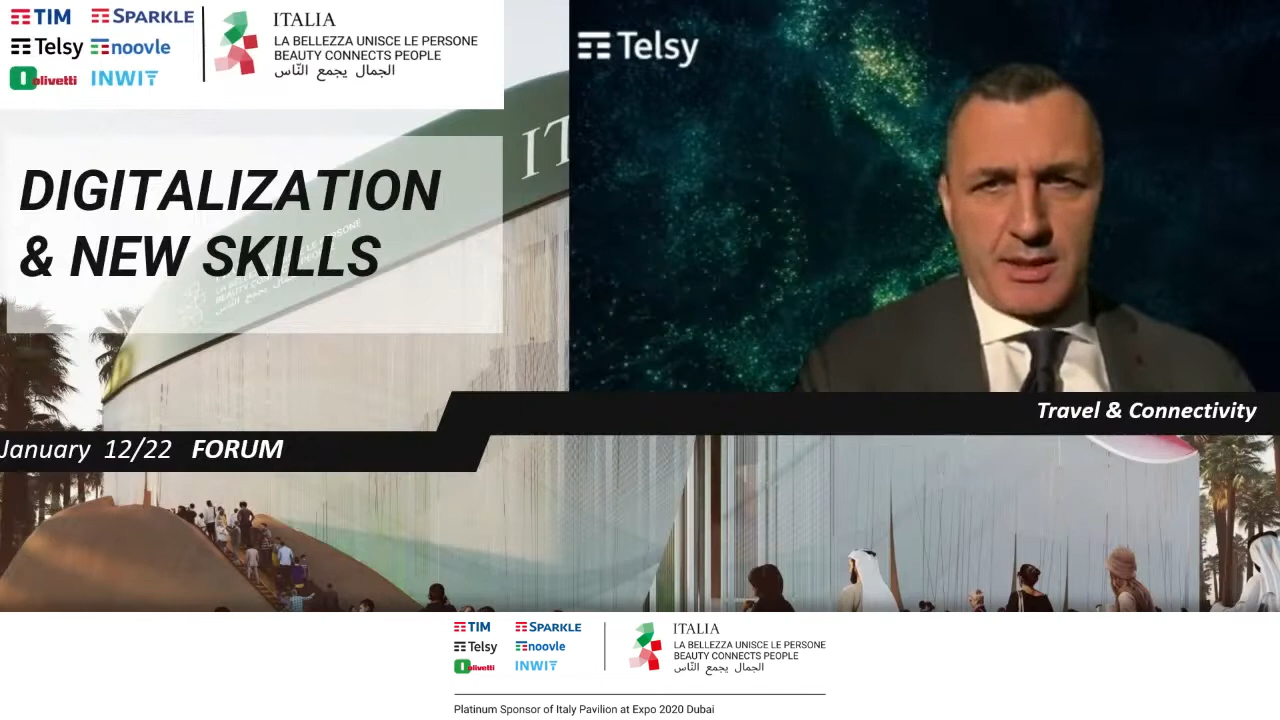 TIM SPARKLE
Telsy noovle
olivetti INWIT
ITALIA
LA BELLEZZA UNISCE LE PERSONE
BEAUTY CONNECTS PEOPLE
الجمال يجمع النّاس
Telsy
IT
DIGITALIZATION
& NEW SKILLS
Travel & Connectivity
January 12/22 FORUM
TIM SPARKLE
Telsy noovle
olivetti INWIT
ITALIA
LA BELLEZZA UNISCE LE PERSONE
BEAUTY CONNECTS PEOPLE
الجمال يجمع النّاس
Platinum Sponsor of Italy Pavilion at Expo 2020 Dubai